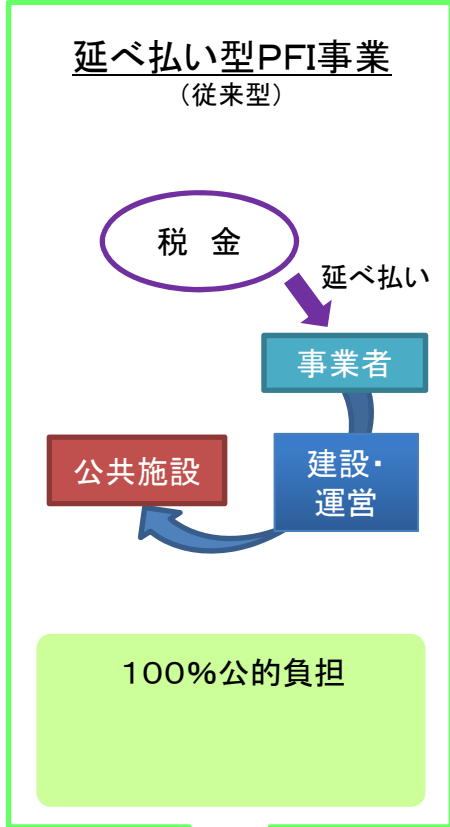 延べ払い型PFI事業
（従来型）
税 金
延べ払い
事業者
公共施設
建設・
運営
100%公的負担